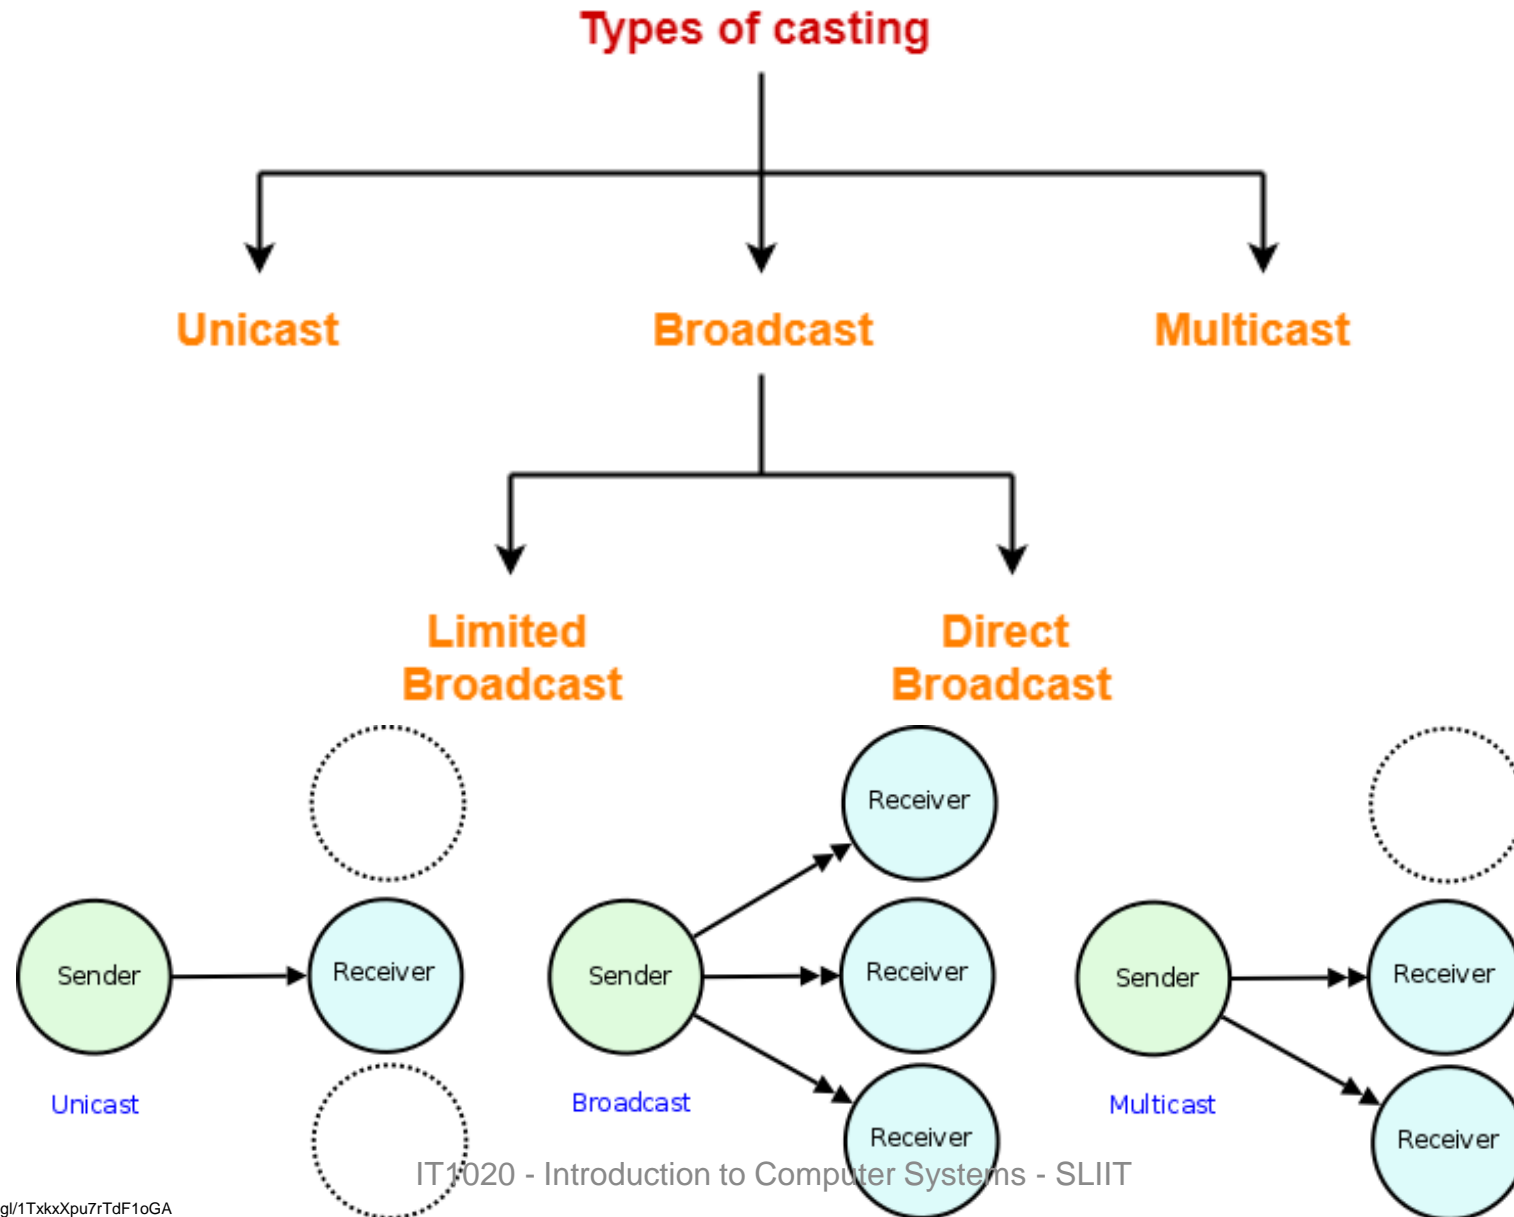 Types of casting
Unicast
Broadcast
Multicast
Limited
Broadcast
Direct
Broadcast
Receiver
Sender
Receiver
Sender
Receiver
Sender
Receiver
Unicast
Broadcast
Multicast
Receiver
Receiver
IT1020 - Introduction to Computer Systems - SLIIT
gl/1TxkxXpu7rTdF1oGA